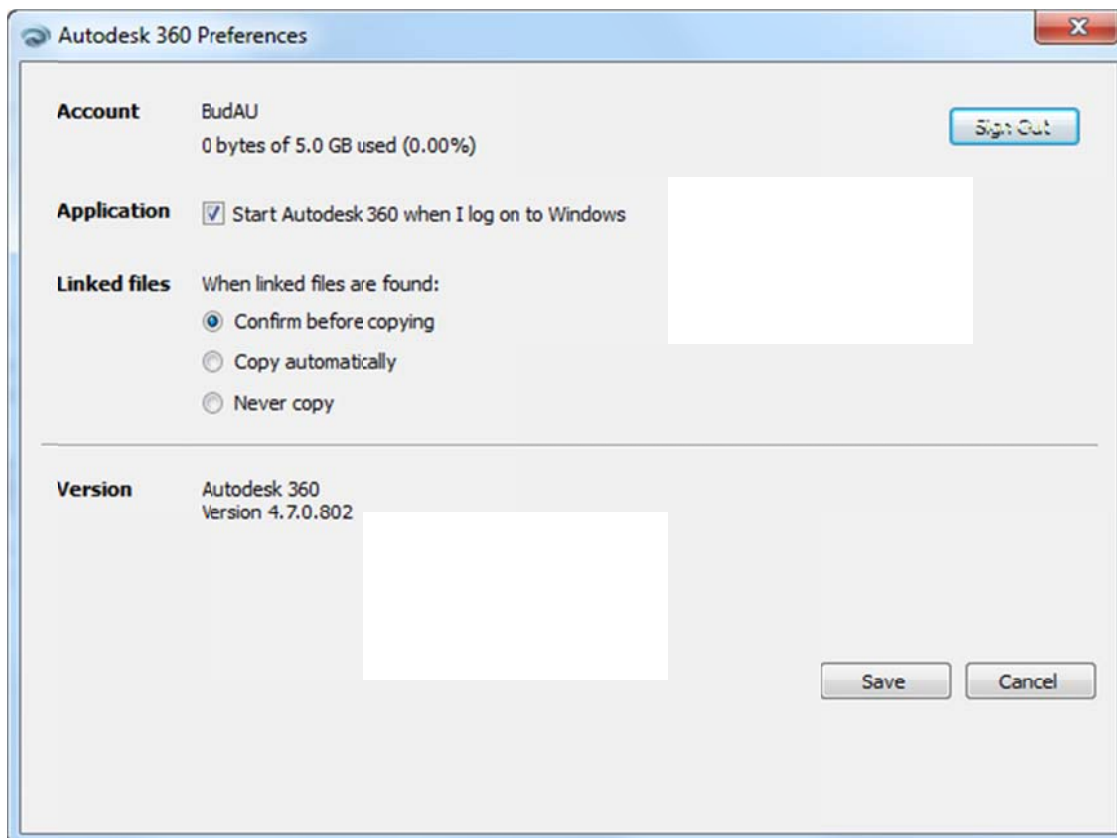 Autodesk 360 Preferences
Account BudAU Sign Out
0 bytes of 5.0 GB used (0.00%)
Application Start Autodesk 360 when I log on to Windows
Linked files When linked files are found:
Confirm before copying
Copy automatically
Never copy
Version Autodesk 360
Version 4.7.0.802
Save Cancel